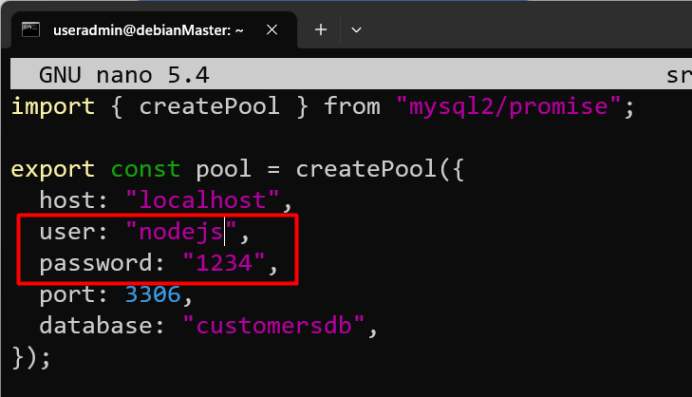 useradmin@debianMaster: ~
GNU nano 5.4 sr
import { createPool } from "mysql2/promise";
export const pool = createPool({
host: "localhost",
user: "nodejs",
password: "1234",
port: 3306,
database: "customersdb",
});